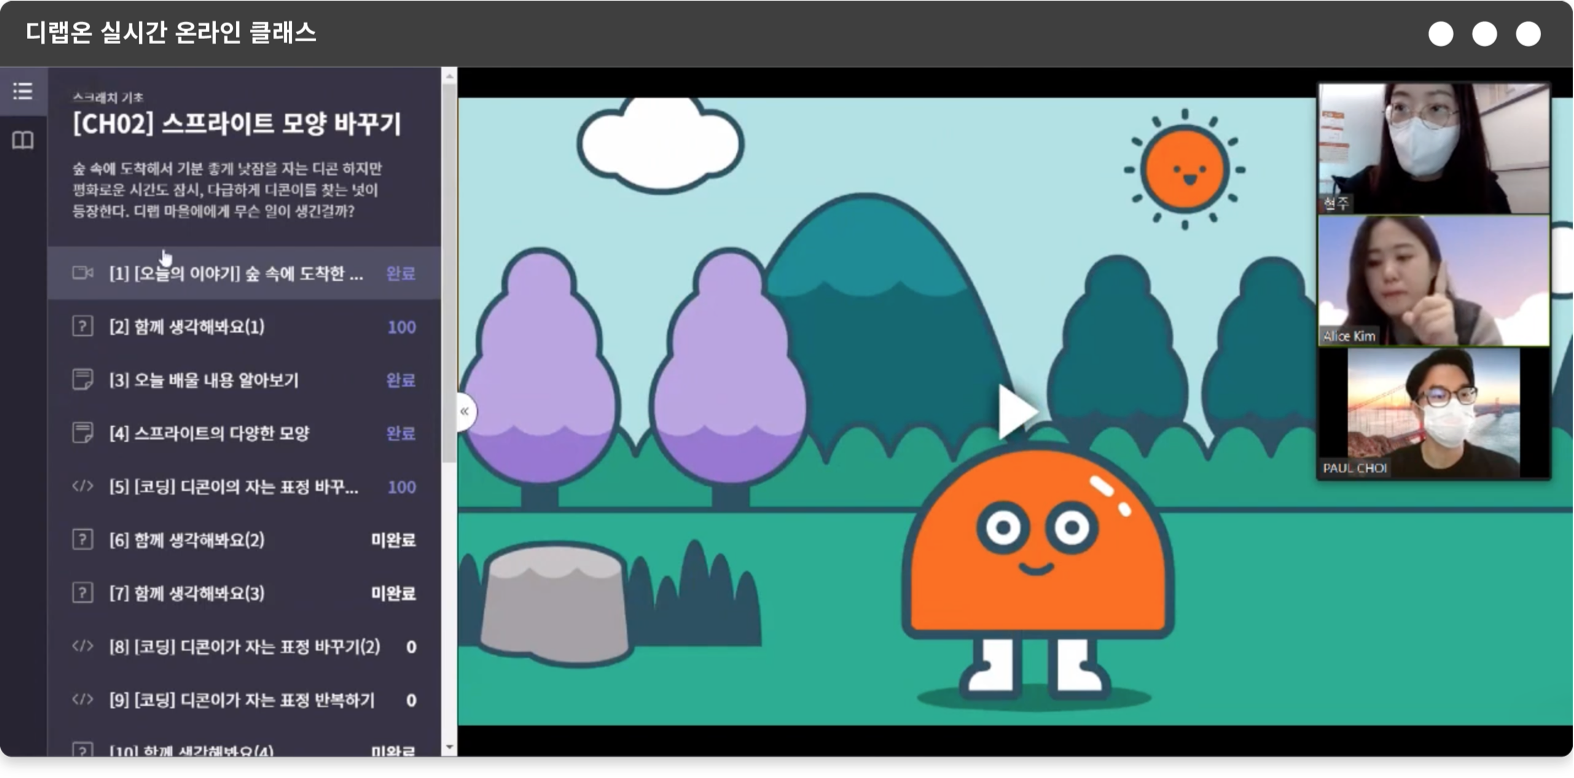 디랩온 실시간 온라인 클래스
스크래치 기초
[CH02] 스프라이트 모양 바꾸기
숲 속에 도착해서 기분 좋게 낮잠을 자는 디콘 하지만
평화로운 시간도 잠시, 다급하게 디콘이를 찾는 넛이
등장한다. 디랩 마을에에게 무슨 일이 생긴걸까?
[1] [오늘의 이야기] 숲 속에 도착한 ... 완료
[2] 함께 생각해봐요(1) 100
[3] 오늘 배울 내용 알아보기 완료
[4] 스프라이트의 다양한 모양 완료
[5] [코딩] 디콘이의 자는 표정 바꾸... 100
[6] 함께 생각해봐요(2) 미완료
[7] 함께 생각해봐요(3) 미완료
[8] [코딩] 디콘이가 자는 표정 바꾸기(2) 0
[9] [코딩] 디콘이가 자는 표정 반복하기 0
[10] 함께 생각해봐요(4) 미완료
현주
Alice Kim
PAUL CHOI